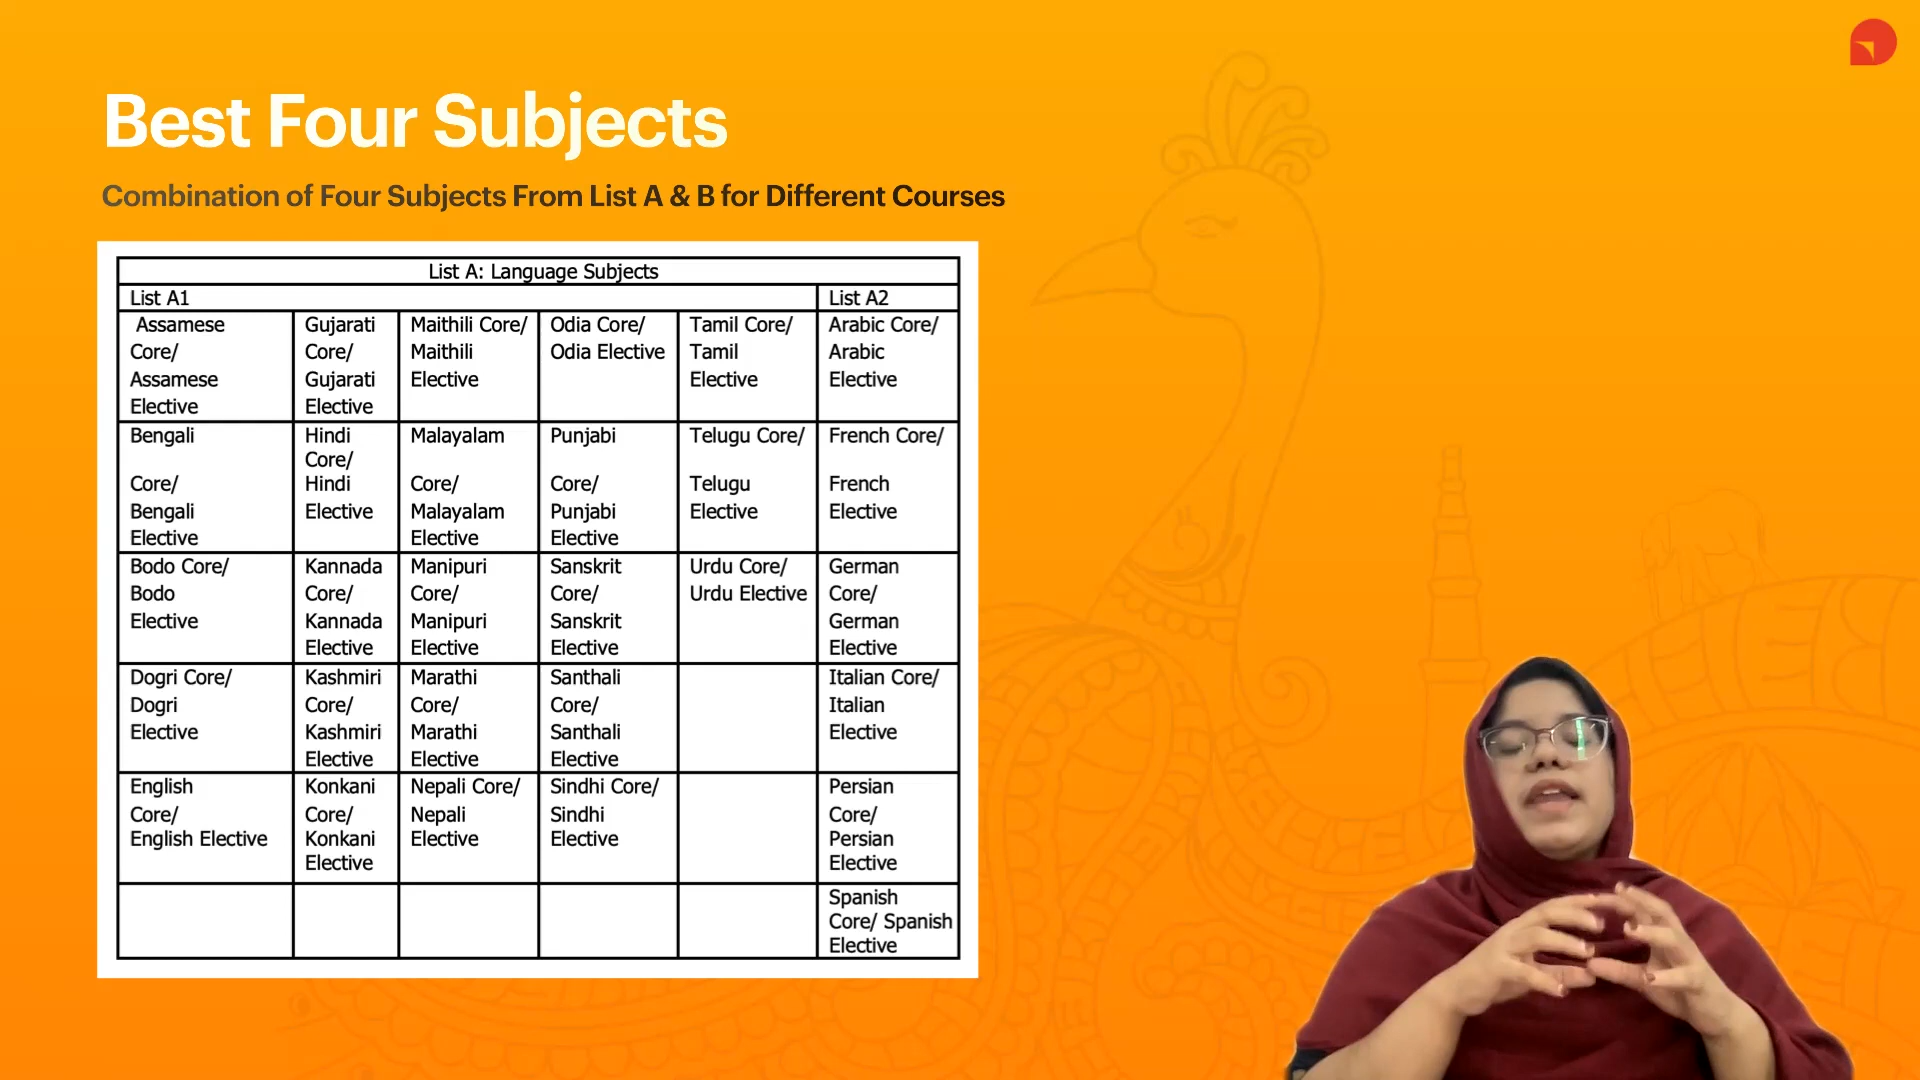 Best Four Subjects
Combination of Four Subjects From List A & B for Different Courses
List A: Language Subjects
List A1
List A2
Assamese
Core/
Assamese
Elective
Gujarati
Core/
Gujarati
Elective
Maithili Core/
Maithili
Elective
Odia Core/
Odia Elective
Tamil Core/
Tamil
Elective
Arabic Core/
Arabic
Elective
Bengali
Core/
Bengali
Elective
Hindi
Core/
Hindi
Elective
Malayalam
Core/
Malayalam
Elective
Punjabi
Core/
Punjabi
Elective
Telugu Core/
Telugu
Elective
French Core/
French
Elective
Bodo Core/
Bodo
Elective
Kannada
Core/
Kannada
Elective
Manipuri
Core/
Manipuri
Elective
Sanskrit
Core/
Sanskrit
Elective
Urdu Core/
Urdu Elective
German
Core/
German
Elective
Dogri Core/
Dogri
Elective
Kashmiri
Core/
Kashmiri
Elective
Marathi
Core/
Marathi
Elective
Santhali
Core/
Santhali
Elective
Italian Core/
Italian
Elective
English
Core/
English Elective
Konkani
Core/
Konkani
Elective
Nepali Core/
Nepali
Elective
Sindhi Core/
Sindhi
Elective
Persian
Core/
Persian
Elective
Spanish
Core/ Spanish
Elective